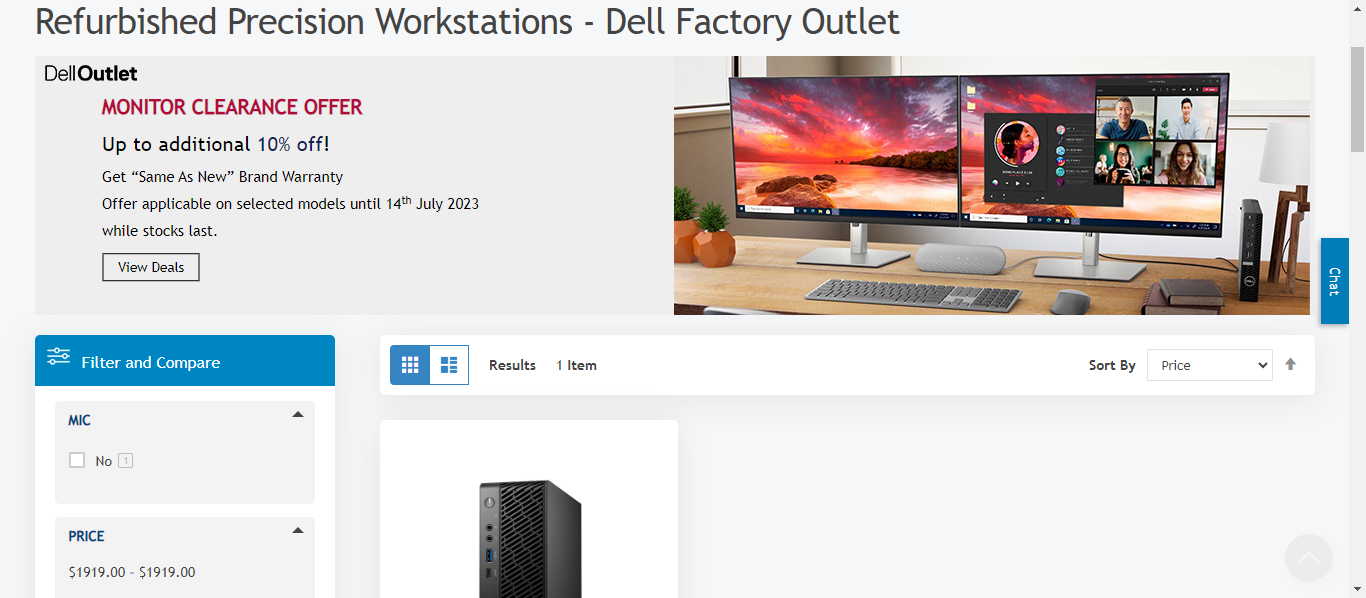 Refurbished Precision Workstations - Dell Factory Outlet
DellOutlet
MONITOR CLEARANCE OFFER
Up to additional 10% off!
Get “Same As New” Brand Warranty
Offer applicable on selected models until 14th July 2023
while stocks last.
View Deals
Chat
Filter and Compare
Results 1 Item
Sort By Price
MIC
No 1
PRICE
$1919.00 - $1919.00